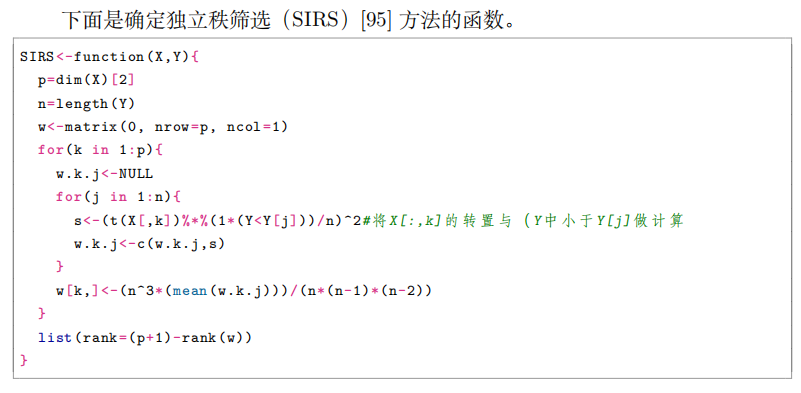 下面是确定独立秩筛选（SIRS）[95] 方法的函数。
SIRS<-function(X,Y){
  p=dim(X)[2]
  n=length(Y)
  w<-matrix(0, nrow=p, ncol=1)
  for(k in 1:p){
    w.k.j<-NULL
    for(j in 1:n){
      s<-(t(X[,k])%*%(1*(Y<Y[j]))/n)^2#将X[:,k]的转置与（Y中小于Y[j]做计算
      w.k.j<-c(w.k.j,s)
    }
    w[k,]<-(n^3*(mean(w.k.j)))/(n*(n-1)*(n-2))
  }
  list(rank=(p+1)-rank(w))
}